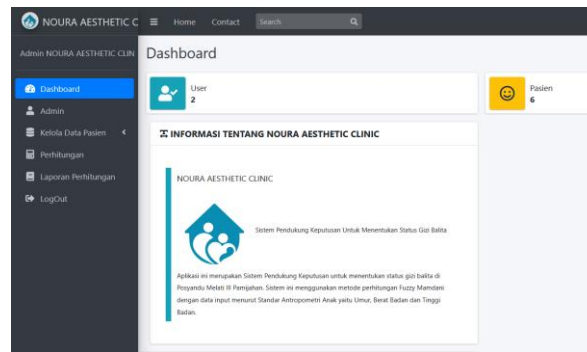 NOURA AESTHETIC C
Home Contact Search
Admin NOURA AESTHETIC CLIN
Dashboard
Admin
Kelola Data Pasien
Perhitungan
Laporan Perhitungan
LogOut
Dashboard
User
2
Pasien
6
INFORMASI TENTANG NOURA AESTHETIC CLINIC
NOURA AESTHETIC CLINIC
Sistem Pendukung Keputusan Untuk Menentukan Status Gizi Balita
Aplikasi ini merupakan Sistem Pendukung Keputusan untuk menentukan status gizi balita di
Posyandu Melati III Pamijahan. Sistem ini menggunakan metode perhitungan Fuzzy Mamdani
dengan data input menurut Standar Antropometri Anak yaitu Umur, Berat Badan dan Tinggi
Badan.